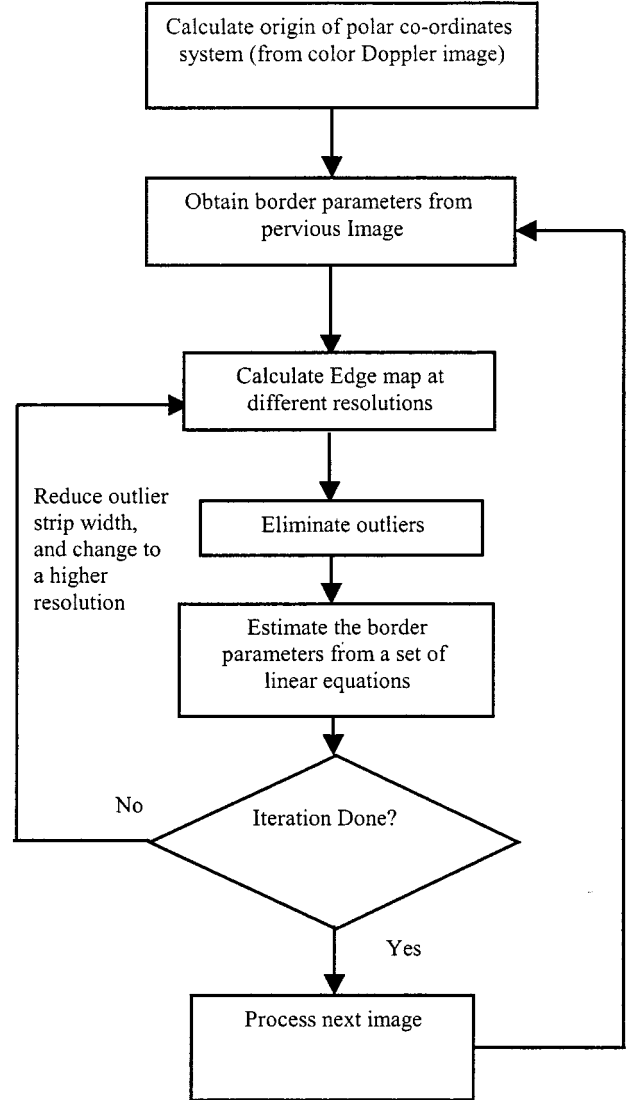 Calculate origin of polar co-ordinates
system (from color Doppler image)
Obtain border parameters from
pervious Image
Calculate Edge map at
different resolutions
Reduce outlier
strip width,
and change to
a higher
resolution
Eliminate outliers
Estimate the border
parameters from a set of
linear equations
No
Iteration Done?
Yes
Process next image